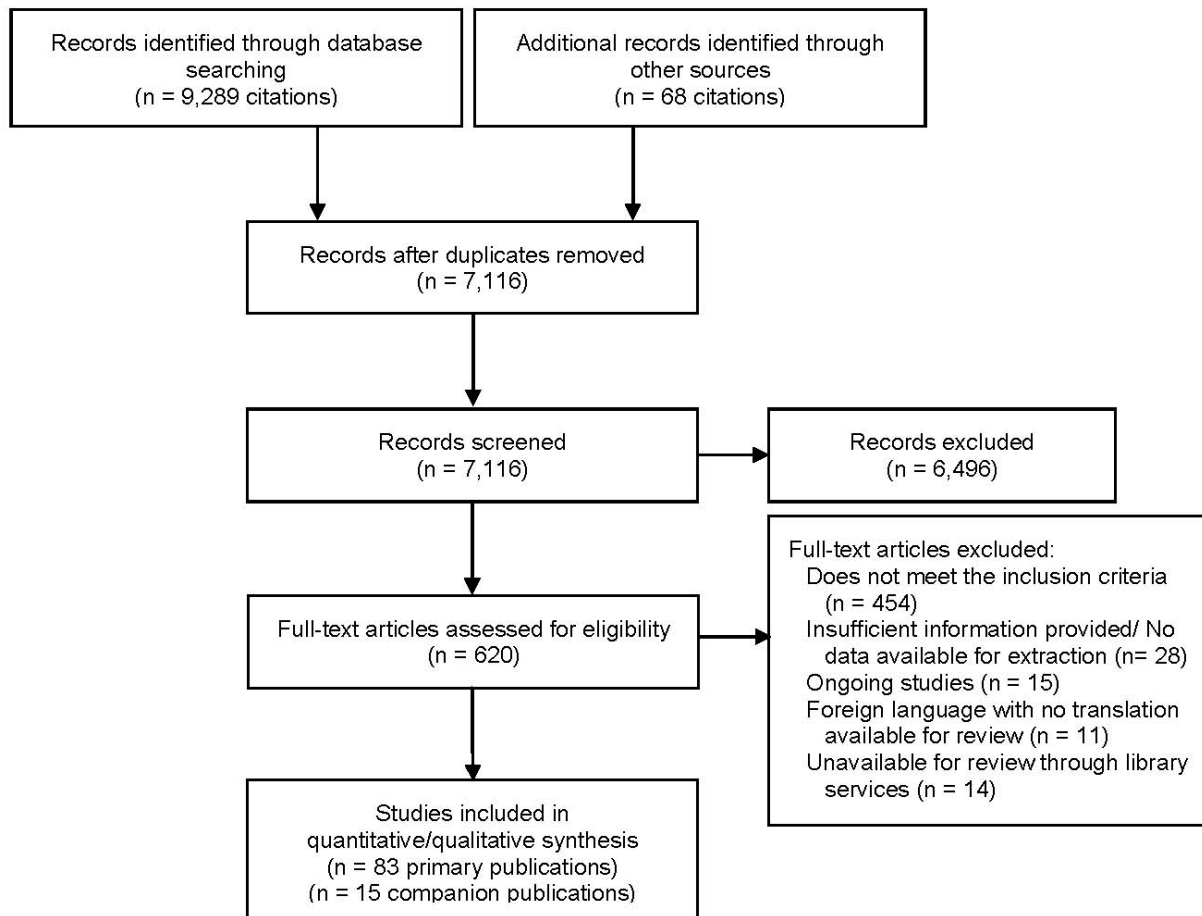 Records identified through database
searching
(n = 9,289 citations)
Additional records identified through
other sources
(n = 68 citations)
Records after duplicates removed
(n = 7,116)
Records screened
(n = 7,116)
Records excluded
(n = 6,496)
Full-text articles assessed for eligibility
(n = 620)
Full-text articles excluded:
Does not meet the inclusion criteria
(n = 454)
Insufficient information provided/ No
data available for extraction (n= 28)
Ongoing studies (n = 15)
Foreign language with no translation
available for review (n = 11)
Unavailable for review through library
services (n = 14)
Studies included in
quantitative/qualitative synthesis
(n = 83 primary publications)
(n = 15 companion publications)